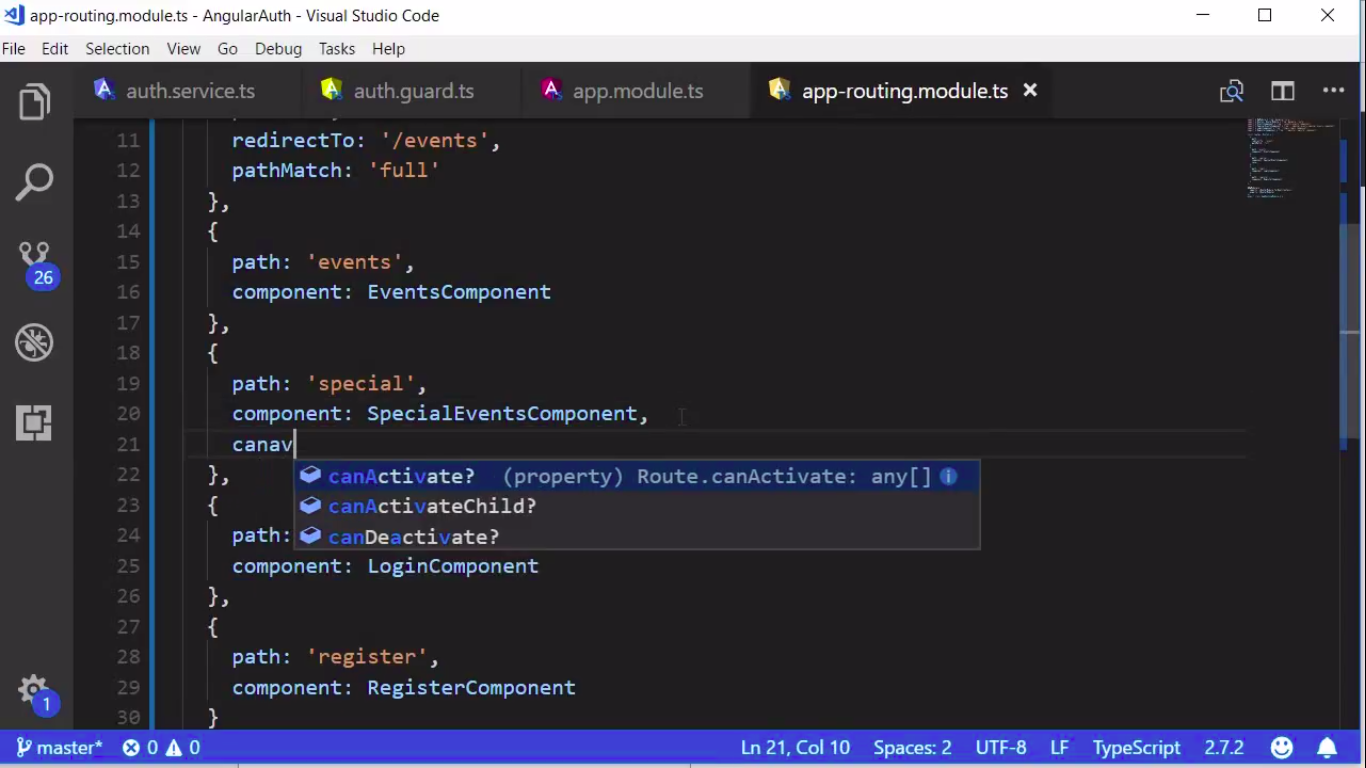 app-routing.module.ts - AngularAuth - Visual Studio Code
File Edit Selection View Go Debug Tasks Help
auth.service.ts auth.guard.ts app.module.ts app-routing.module.ts
11 redirectTo: '/events',
12 pathMatch: 'full'
13 },
14 {
15 path: 'events',
16 component: EventsComponent
17 },
18 {
19 path: 'special',
20 component: SpecialEventsComponent,
21 canav
canActivate? (property) Route.canActivate: any[]
canActivateChild?
canDeactivate?
22 },
23 {
24 path:
25 component: LoginComponent
26 },
27 {
28 path: 'register',
29 component: RegisterComponent
30 }
26
1
master* 0 0 Ln 21, Col 10 Spaces: 2 UTF-8 LF TypeScript 2.7.2